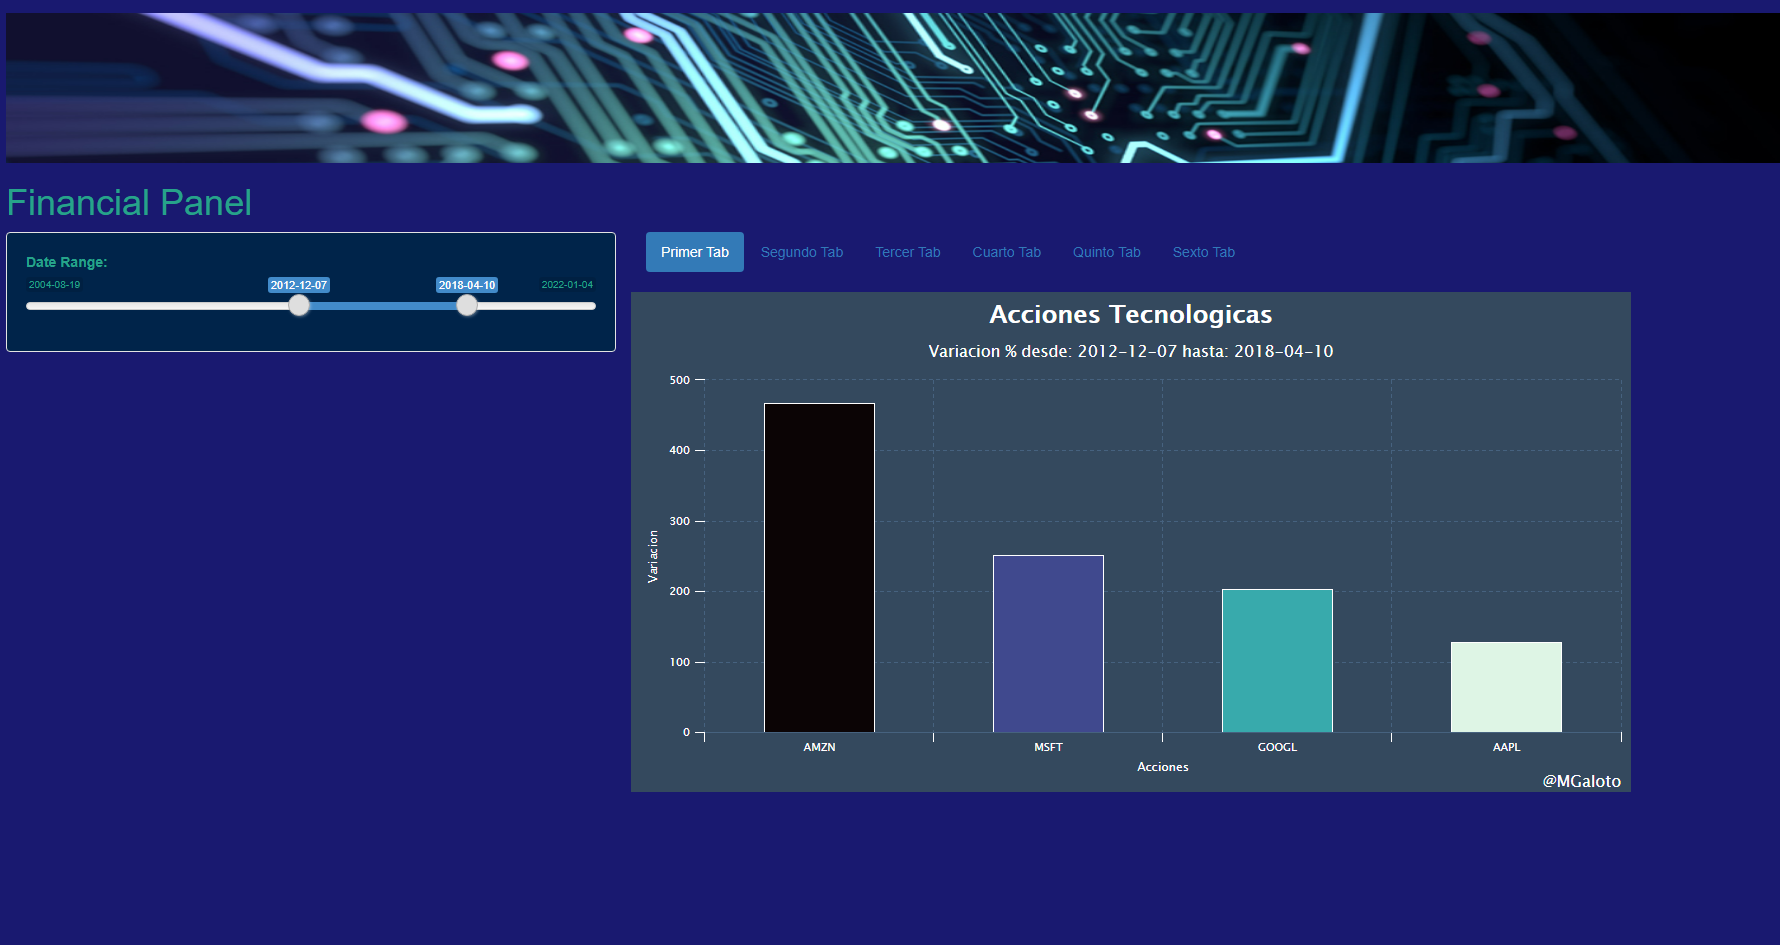 Financial Panel
Date Range:
2004-08-19 2012-12-07 2018-04-10 2022-01-04
Primer Tab Segundo Tab Tercer Tab Cuarto Tab Quinto Tab Sexto Tab
Acciones Tecnologicas
Variacion % desde: 2012-12-07 hasta: 2018-04-10
500
400
300
200
100
0
Variacion
AMZN MSFT GOOGL AAPL
Acciones
@MGaloto